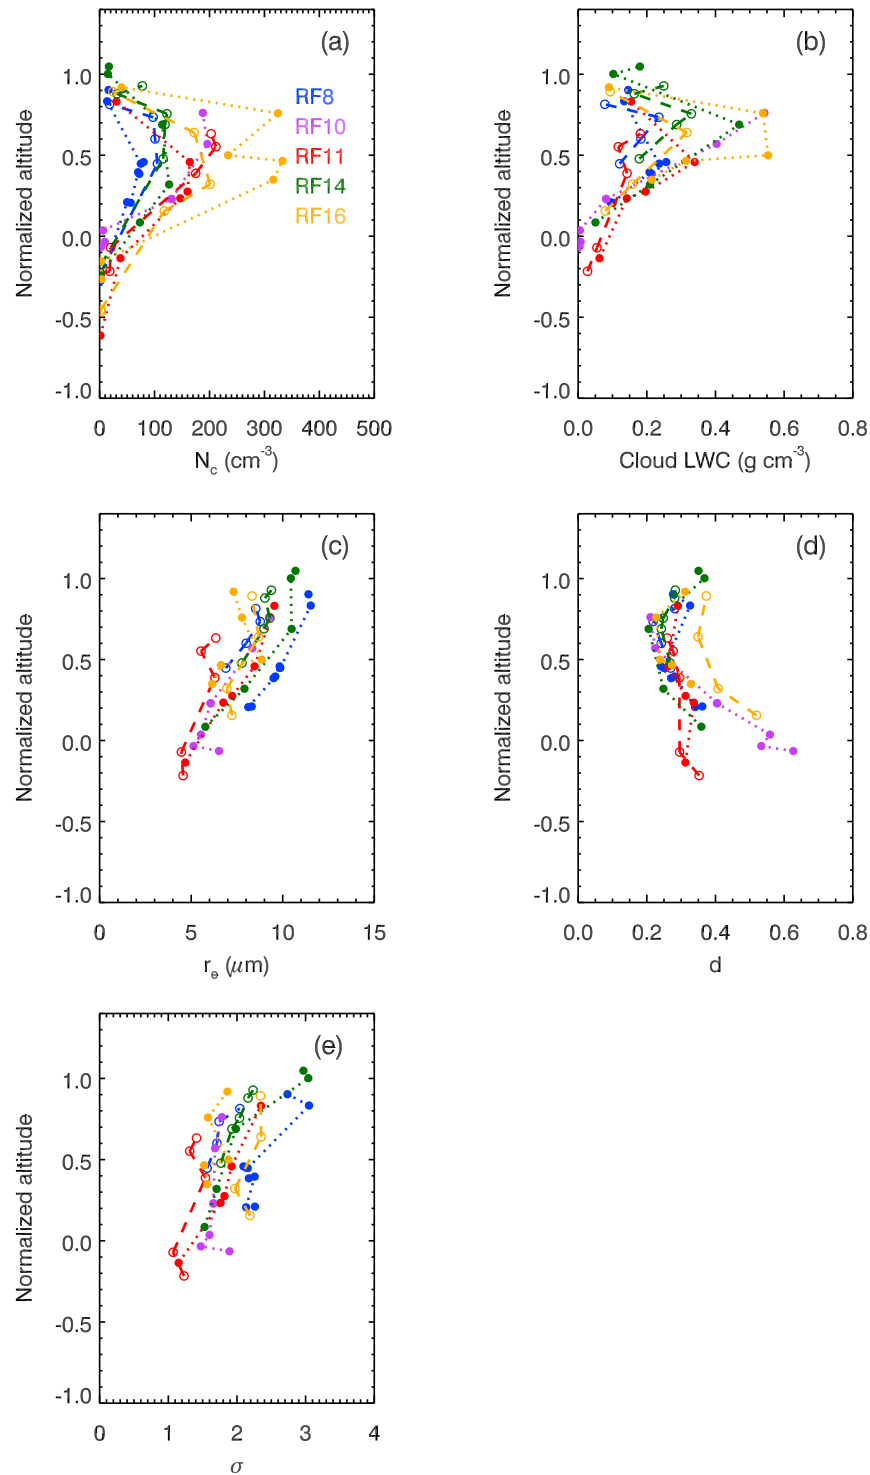 (a)
RF8
RF10
RF11
RF14
RF16
1.0
0.5
0.0
-0.5
-1.0
Normalized altitude
0 100 200 300 400 500
N_c (cm^-3)
(b)
1.0
0.5
0.0
-0.5
-1.0
Normalized altitude
0.0 0.2 0.4 0.6 0.8
Cloud LWC (g cm^-3)
(c)
1.0
0.5
0.0
-0.5
-1.0
Normalized altitude
0 5 10 15
r_e (μm)
(d)
1.0
0.5
0.0
-0.5
-1.0
Normalized altitude
0.0 0.2 0.4 0.6 0.8
d
(e)
1.0
0.5
0.0
-0.5
-1.0
Normalized altitude
0 1 2 3 4
σ